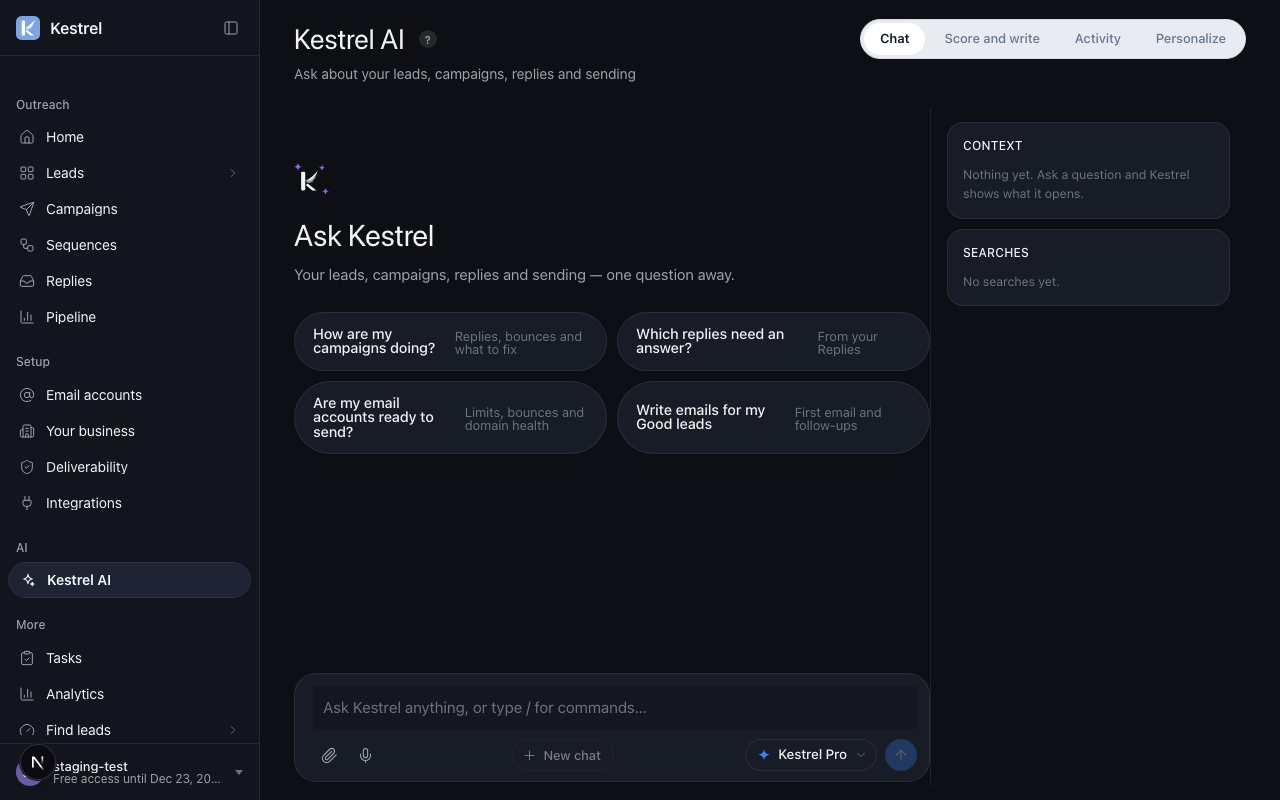 Kestrel
Outreach
Home
Leads
Campaigns
Sequences
Replies
Pipeline
Setup
Email accounts
Your business
Deliverability
Integrations
AI
Kestrel AI
More
Tasks
Analytics
Find leads
N
staging-test
Free access until Dec 23, 20...
Kestrel AI
?
Ask about your leads, campaigns, replies and sending
Chat
Score and write
Activity
Personalize
Ask Kestrel
Your leads, campaigns, replies and sending — one question away.
How are my
campaigns doing?
Replies, bounces and
what to fix
Which replies need an
answer?
From your
Replies
Are my email
accounts ready to
send?
Limits, bounces and
domain health
Write emails for my
Good leads
First email and
follow-ups
Ask Kestrel anything, or type / for commands...
New chat
Kestrel Pro
CONTEXT
Nothing yet. Ask a question and Kestrel
shows what it opens.
SEARCHES
No searches yet.